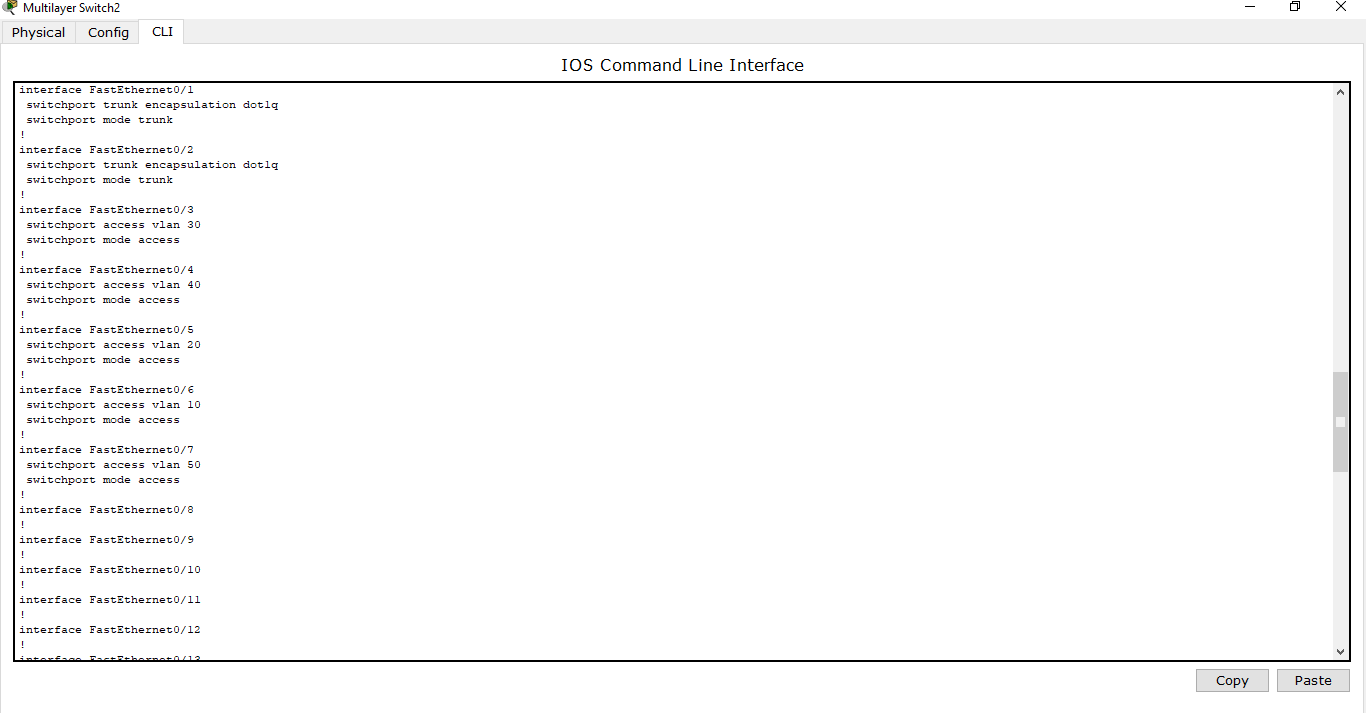 Multilayer Switch2
Physical Config CLI
IOS Command Line Interface
interface FastEthernet0/1
switchport trunk encapsulation dot1q
switchport mode trunk
!
interface FastEthernet0/2
switchport trunk encapsulation dot1q
switchport mode trunk
!
interface FastEthernet0/3
switchport access vlan 30
switchport mode access
!
interface FastEthernet0/4
switchport access vlan 40
switchport mode access
!
interface FastEthernet0/5
switchport access vlan 20
switchport mode access
!
interface FastEthernet0/6
switchport access vlan 10
switchport mode access
!
interface FastEthernet0/7
switchport access vlan 50
switchport mode access
!
interface FastEthernet0/8
!
interface FastEthernet0/9
!
interface FastEthernet0/10
!
interface FastEthernet0/11
!
interface FastEthernet0/12
!
interface FastEthernet0/13
Copy Paste